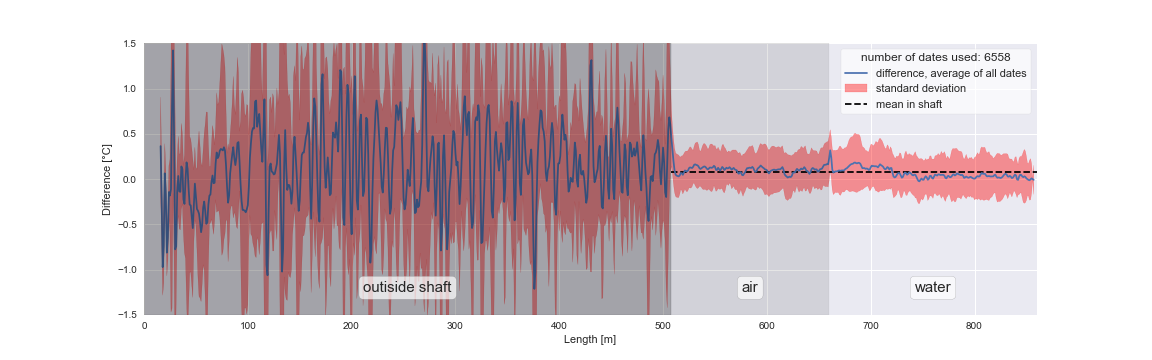 1.5
1.0
0.5
0.0
−0.5
−1.0
−1.5
Difference [°C]
number of dates used: 6558
difference, average of all dates
standard deviation
mean in shaft
outiside shaft
air
water
0 100 200 300 400 500 600 700 800
Length [m]